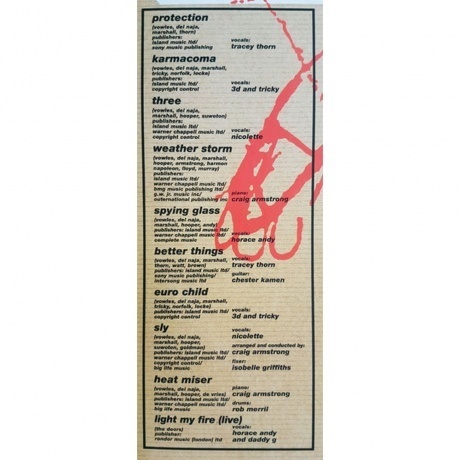 protection
(vowles, del naja,
marshall, thorn)
publishers:
island music ltd/
sony music publishing
vocals:
tracey thorn
karmacoma
(vowles, del naja, marshall,
tricky, norfolk, locke)
publishers:
island music ltd/
copyright control
vocals:
3d and tricky
three
(vowles, del naja,
marshall, hooper, suwoton)
publishers:
island music ltd/
warner chappell music ltd/
copyright control
vocals:
nicolette
weather storm
(vowles, del naja, marshall,
hooper, armstrong, harmon
napoleon, lloyd, murray)
publishers:
island music ltd/
warner chappell music ltd/
bmg music publishing ltd/
g.w. jr. music inc/
outernational publishing inc
piano:
craig armstrong
spying glass
(vowles, del naja,
marshall, hooper, andy)
publishers: island music ltd/
warner chappell music ltd/
complete music
vocals:
horace andy
better things
(vowles, del naja, marshall,
thorn, watt, brown)
publishers: island music ltd/
sony music publishing/
intersong music ltd
vocals:
tracey thorn
guitar:
chester kamen
euro child
(vowles, del naja, marshall,
tricky, norfolk, locke)
publishers: island music ltd/
copyright control
vocals:
3d and tricky
sly
(vowles, del naja,
marshall, hooper,
suwoton, goldman)
publishers: island music ltd/
warner chappell music ltd/
big life music
vocals:
nicolette
arranged and conducted by:
craig armstrong
fixer:
isobelle griffiths
heat miser
(vowles, del naja,
marshall, hooper, de vries)
publishers: island music ltd/
warner chappell music ltd/
big life music
piano:
craig armstrong
drums:
rob merril
light my fire (live)
(the doors)
publisher:
rondor music (london) ltd
vocals:
horace andy
and daddy g